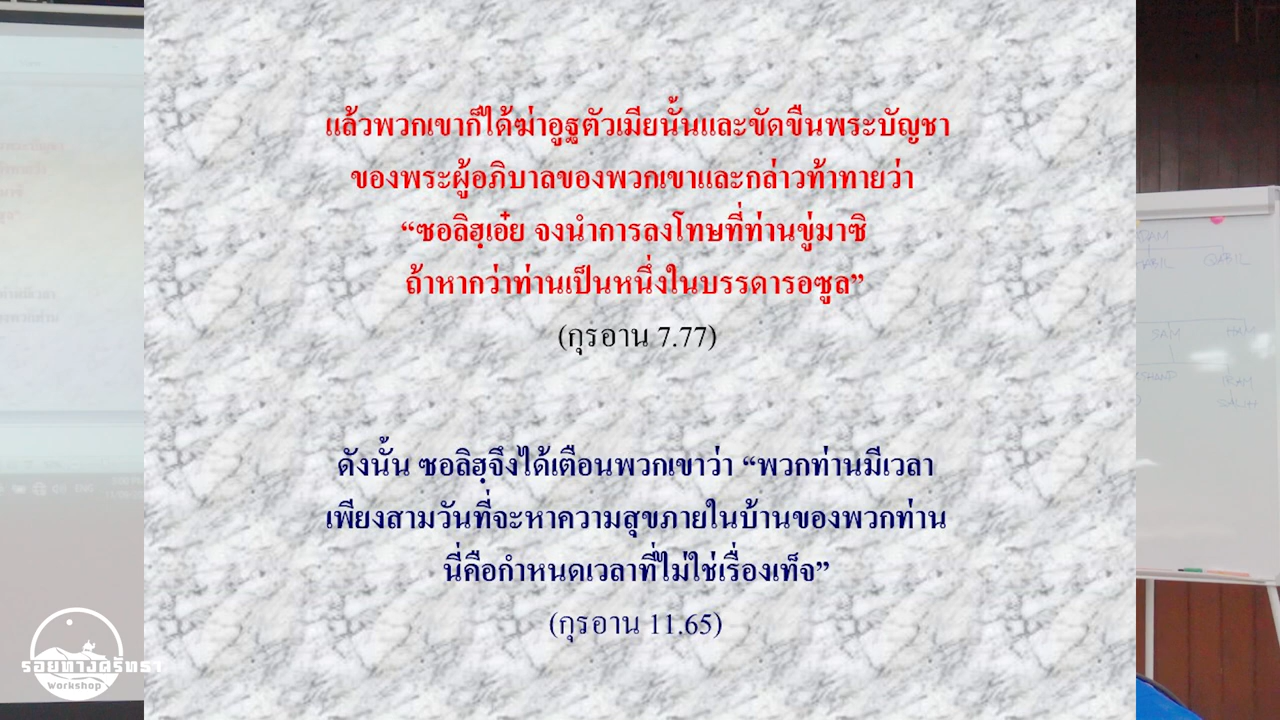 แล้วพวกเขาก็ได้ฆ่าอูฐตัวเมียนั้นและขัดขืนพระบัญชา
ของพระผู้อภิบาลของพวกเขาและกล่าวท้าทายว่า
“ซอลิฮฺเอ๋ย จงนำการลงโทษที่ท่านขู่มาซิ
ถ้าหากว่าท่านเป็นหนึ่งในบรรดารอซูล”
(กุรอาน 7.77)
ดังนั้น ซอลิฮฺจึงได้เตือนพวกเขาว่า “พวกท่านมีเวลา
เพียงสามวันที่จะหาความสุขภายในบ้านของพวกท่าน
นี่คือกำหนดเวลาที่ไม่ใช่เรื่องเท็จ”
(กุรอาน 11.65)
รอยทางศรัทธา
Workshop
QABIL
SAM
HAM
SALIH